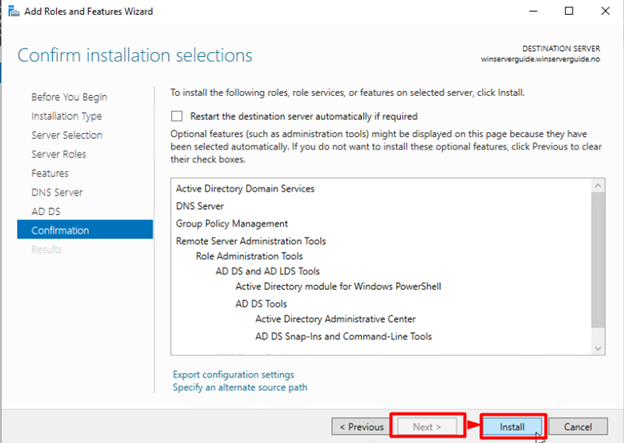 Add Roles and Features Wizard
Confirm installation selections
DESTINATION SERVER
winserverguide.winserverguide.no
Before You Begin
Installation Type
Server Selection
Server Roles
Features
DNS Server
AD DS
Confirmation
Results
To install the following roles, role services, or features on selected server, click Install.
Restart the destination server automatically if required
Optional features (such as administration tools) might be displayed on this page because they have
been selected automatically. If you do not want to install these optional features, click Previous to clear
their check boxes.
Active Directory Domain Services
DNS Server
Group Policy Management
Remote Server Administration Tools
Role Administration Tools
AD DS and AD LDS Tools
Active Directory module for Windows PowerShell
AD DS Tools
Active Directory Administrative Center
AD DS Snap-Ins and Command-Line Tools
Export configuration settings
Specify an alternate source path
< Previous Next > Install Cancel